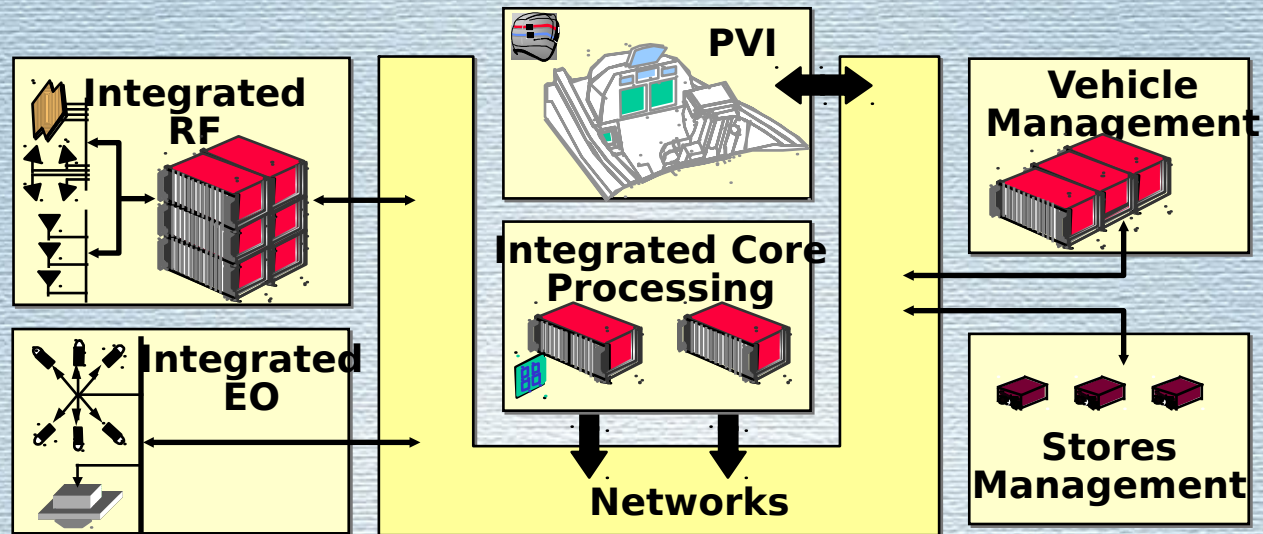 PVI
Integrated
RF
Vehicle
Management
Integrated Core
Processing
Integrated
EO
Stores
Management
Networks